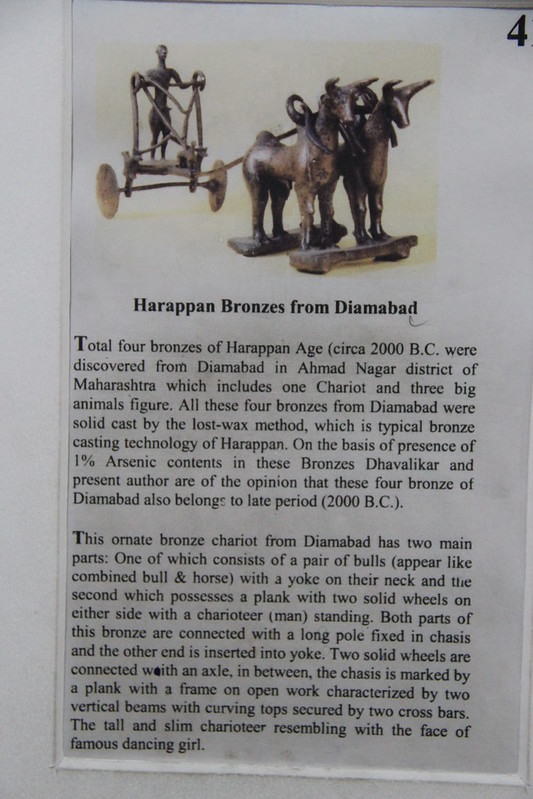 41
Harappan Bronzes from Diamabad
Total four bronzes of Harappan Age (circa 2000 B.C. were
discovered from Diamabad in Ahmad Nagar district of
Maharashtra which includes one Chariot and three big
animals figure. All these four bronzes from Diamabad were
solid cast by the lost-wax method, which is typical bronze
casting technology of Harappan. On the basis of presence of
1% Arsenic contents in these Bronzes Dhavalikar and
present author are of the opinion that these four bronze of
Diamabad also belongs to late period (2000 B.C.).
This ornate bronze chariot from Diamabad has two main
parts: One of which consists of a pair of bulls (appear like
combined bull & horse) with a yoke on their neck and the
second which possesses a plank with two solid wheels on
either side with a charioteer (man) standing. Both parts of
this bronze are connected with a long pole fixed in chasis
and the other end is inserted into yoke. Two solid wheels are
connected with an axle, in between, the chasis is marked by
a plank with a frame on open work characterized by two
vertical beams with curving tops secured by two cross bars.
The tall and slim charioteer resembling with the face of
famous dancing girl.